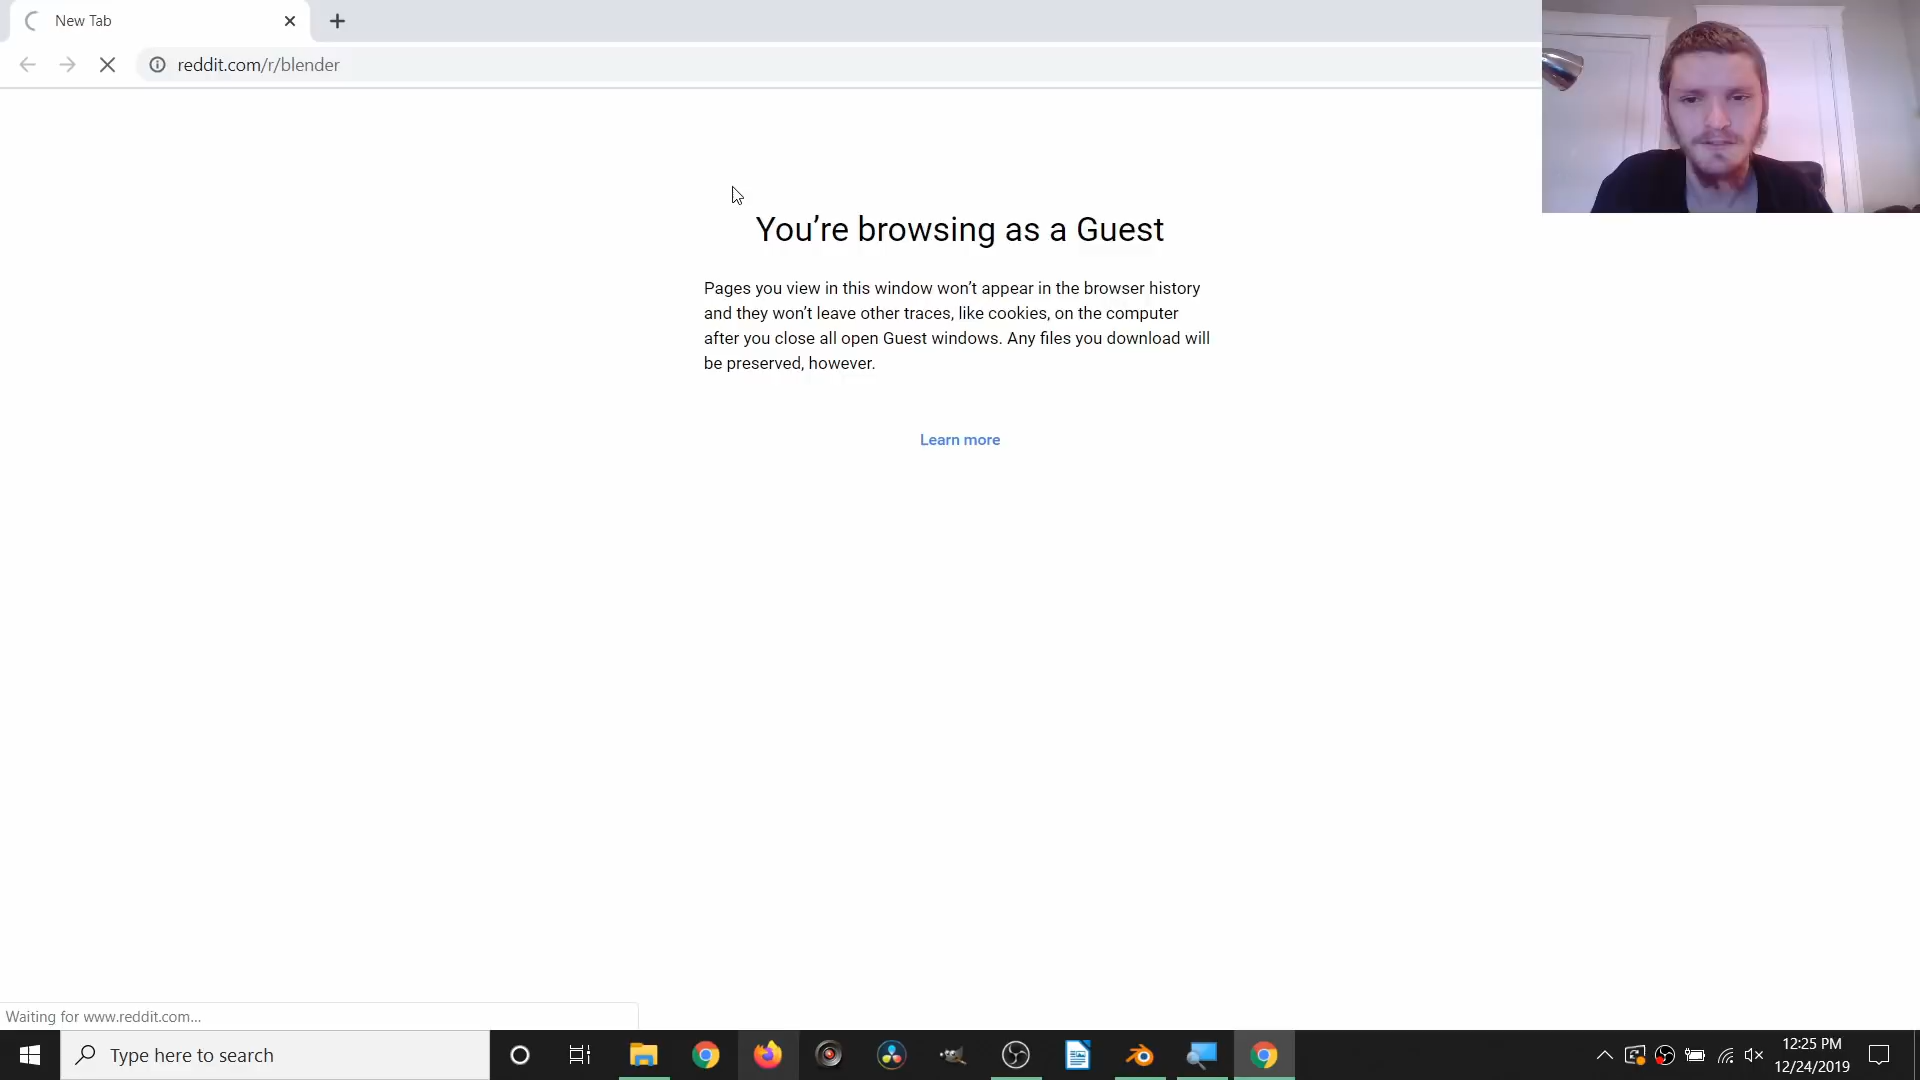 New Tab
reddit.com/r/blender
You’re browsing as a Guest
Pages you view in this window won’t appear in the browser history
and they won’t leave other traces, like cookies, on the computer
after you close all open Guest windows. Any files you download will
be preserved, however.
Learn more
Waiting for www.reddit.com...
Type here to search
12:25 PM
12/24/2019